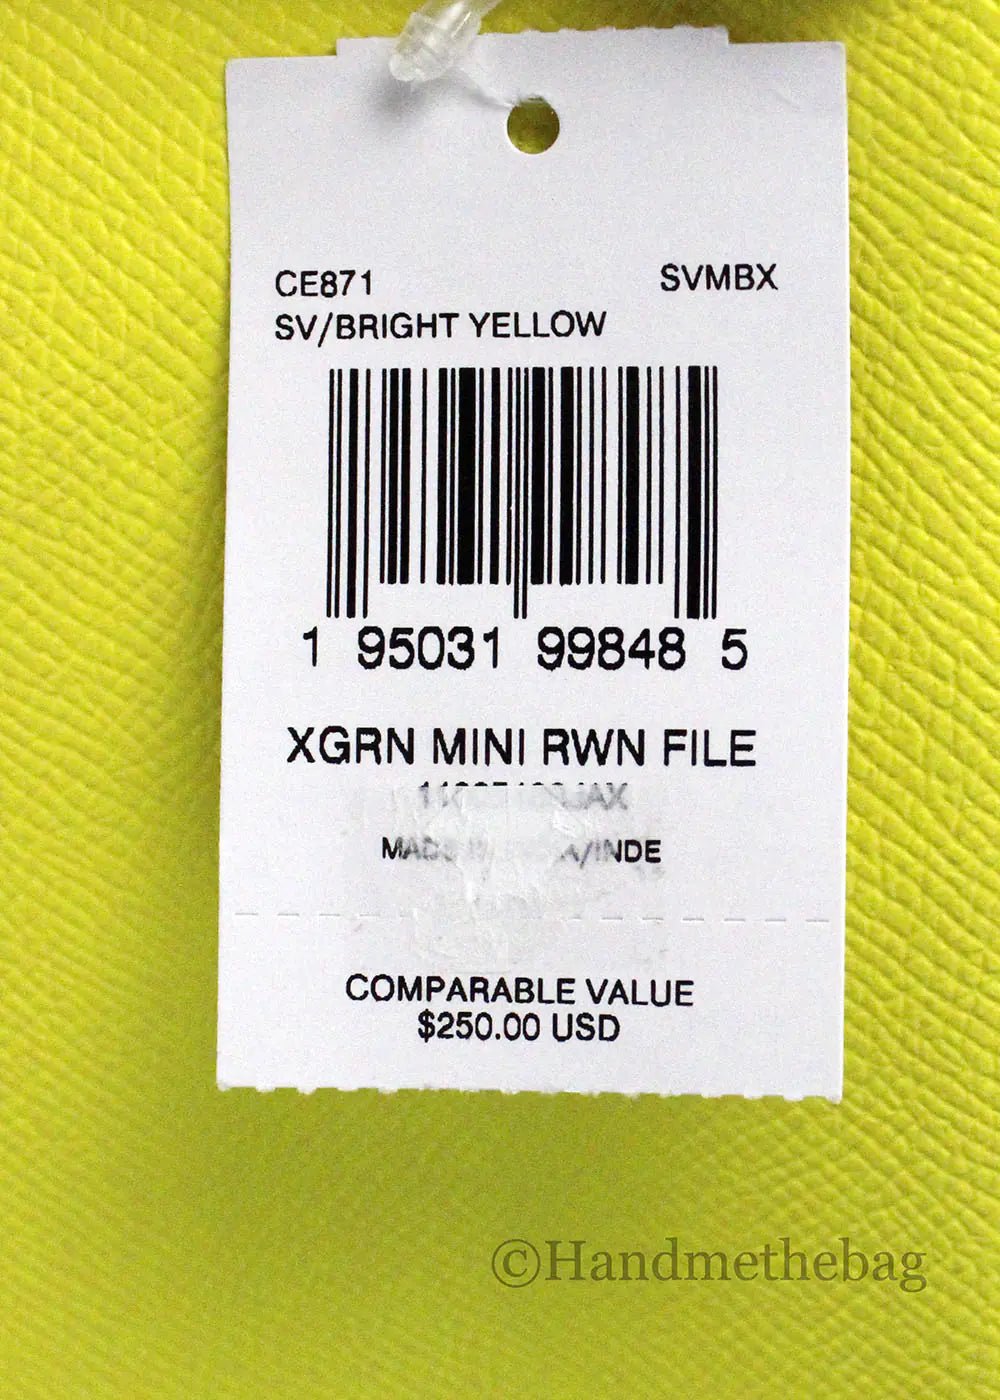 CE871 SVMBX
SV/BRIGHT YELLOW
1 95031 99848 5
XGRN MINI RWN FILE
/INDE
COMPARABLE VALUE
$250.00 USD
©Handmethebag